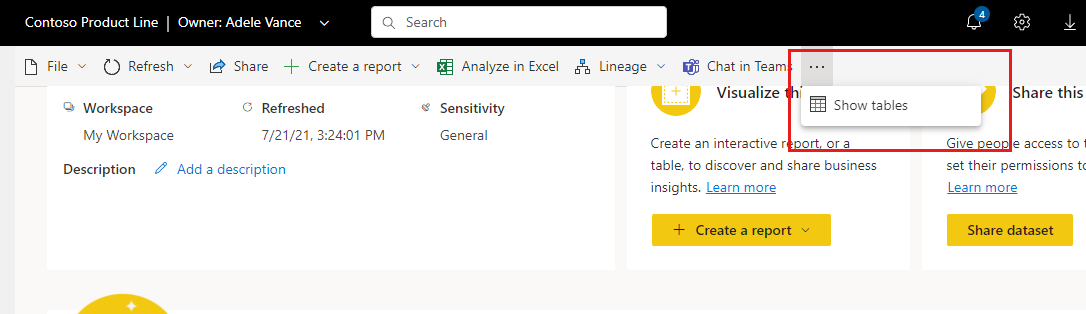 Contoso Product Line | Owner: Adele Vance
Search
4
File
Refresh
Share
Create a report
Analyze in Excel
Lineage
Chat in Teams
...
Show tables
Workspace
My Workspace
Refreshed
7/21/21, 3:24:01 PM
Sensitivity
General
Description
Add a description
Visualize
Create an interactive report, or a
table, to discover and share business
insights. Learn more
Create a report
Share this
Give people access to
set their permissions to
Learn more
Share dataset